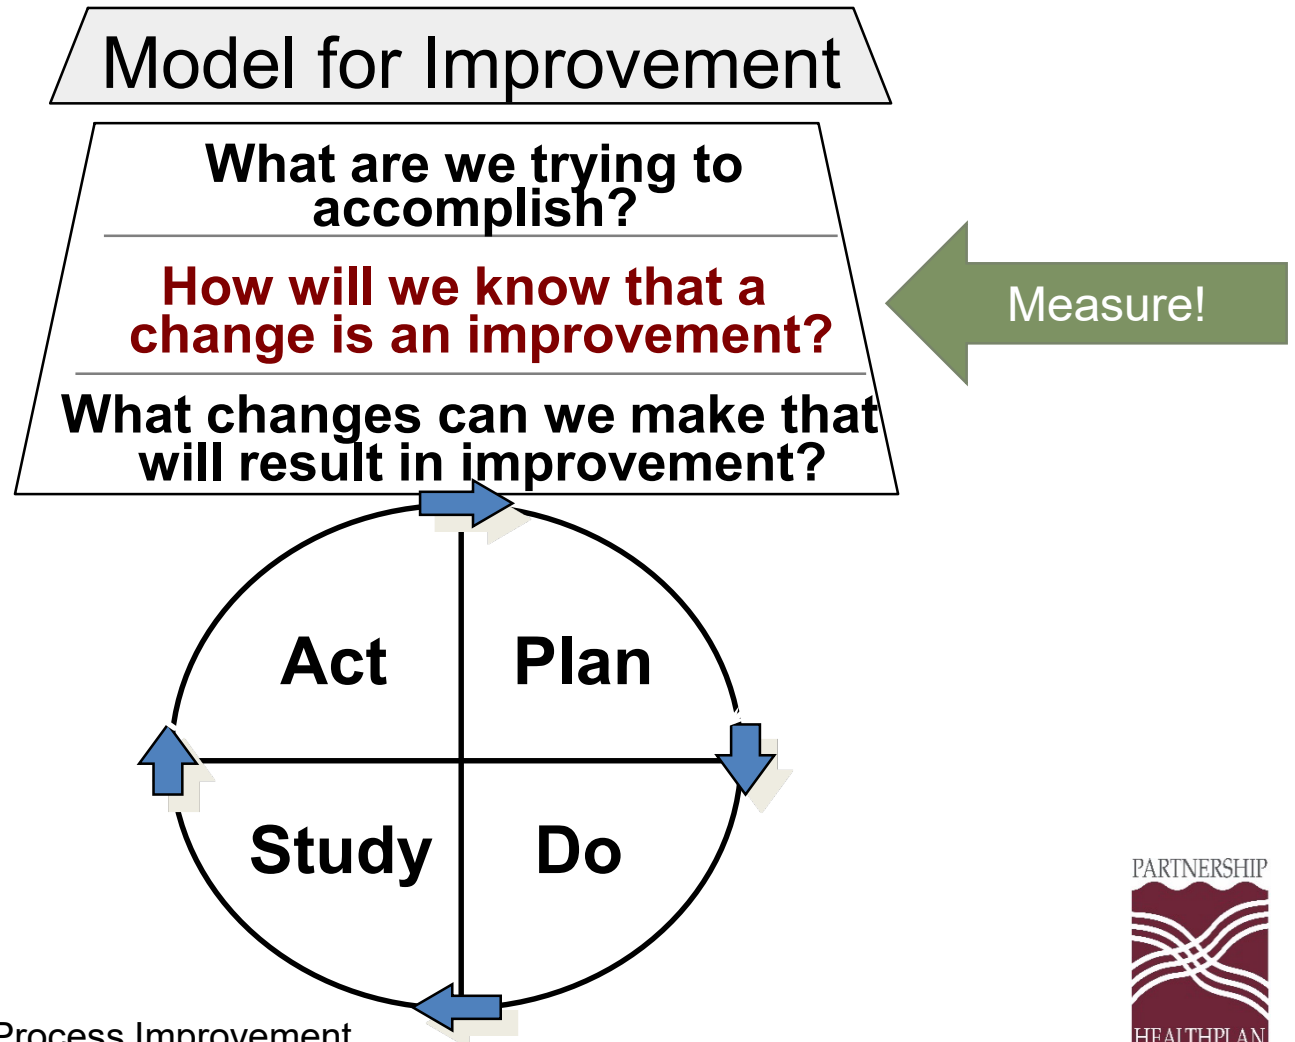 Model for Improvement
What are we trying to
accomplish?
How will we know that a
change is an improvement?
Measure!
What changes can we make that
will result in improvement?
Act
Plan
Study
Do
PARTNERSHIP
HEALTHPLAN
Process Improvement